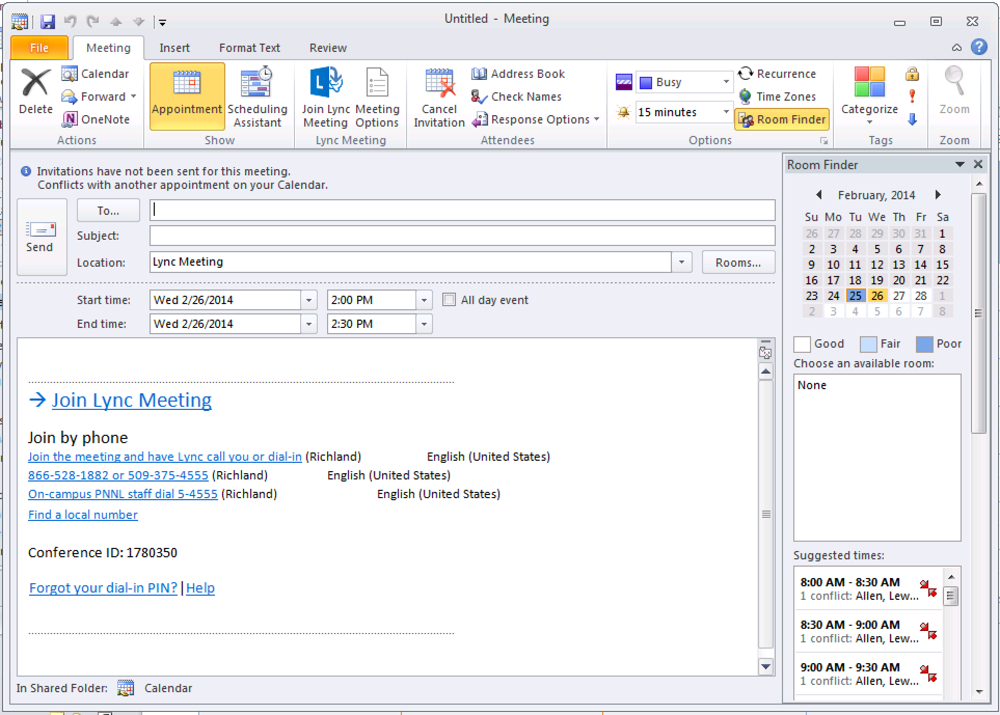 Untitled - Meeting
File Meeting Insert Format Text Review
Delete
Calendar
Forward
OneNote
Actions
Appointment
Scheduling Assistant
Show
Join Lync Meeting
Meeting Options
Lync Meeting
Cancel Invitation
Address Book
Check Names
Response Options
Attendees
Busy
15 minutes
Recurrence
Time Zones
Room Finder
Options
Categorize
Tags
Zoom
Zoom
Invitations have not been sent for this meeting.
Conflicts with another appointment on your Calendar.
Send
To...
Subject:
Location: Lync Meeting Rooms...
Start time: Wed 2/26/2014 2:00 PM All day event
End time: Wed 2/26/2014 2:30 PM
Join Lync Meeting
Join by phone
Join the meeting and have Lync call you or dial-in (Richland) English (United States)
866-528-1882 or 509-375-4555 (Richland) English (United States)
On-campus PNNL staff dial 5-4555 (Richland) English (United States)
Find a local number
Conference ID: 1780350
Forgot your dial-in PIN? | Help
In Shared Folder: Calendar
Room Finder
February, 2014
Su Mo Tu We Th Fr Sa
26 27 28 29 30 31 1
2 3 4 5 6 7 8
9 10 11 12 13 14 15
16 17 18 19 20 21 22
23 24 25 26 27 28 1
2 3 4 5 6 7 8
Good Fair Poor
Choose an available room:
None
Suggested times:
8:00 AM - 8:30 AM
1 conflict: Allen, Lew...
8:30 AM - 9:00 AM
1 conflict: Allen, Lew...
9:00 AM - 9:30 AM
1 conflict: Allen, Lew...